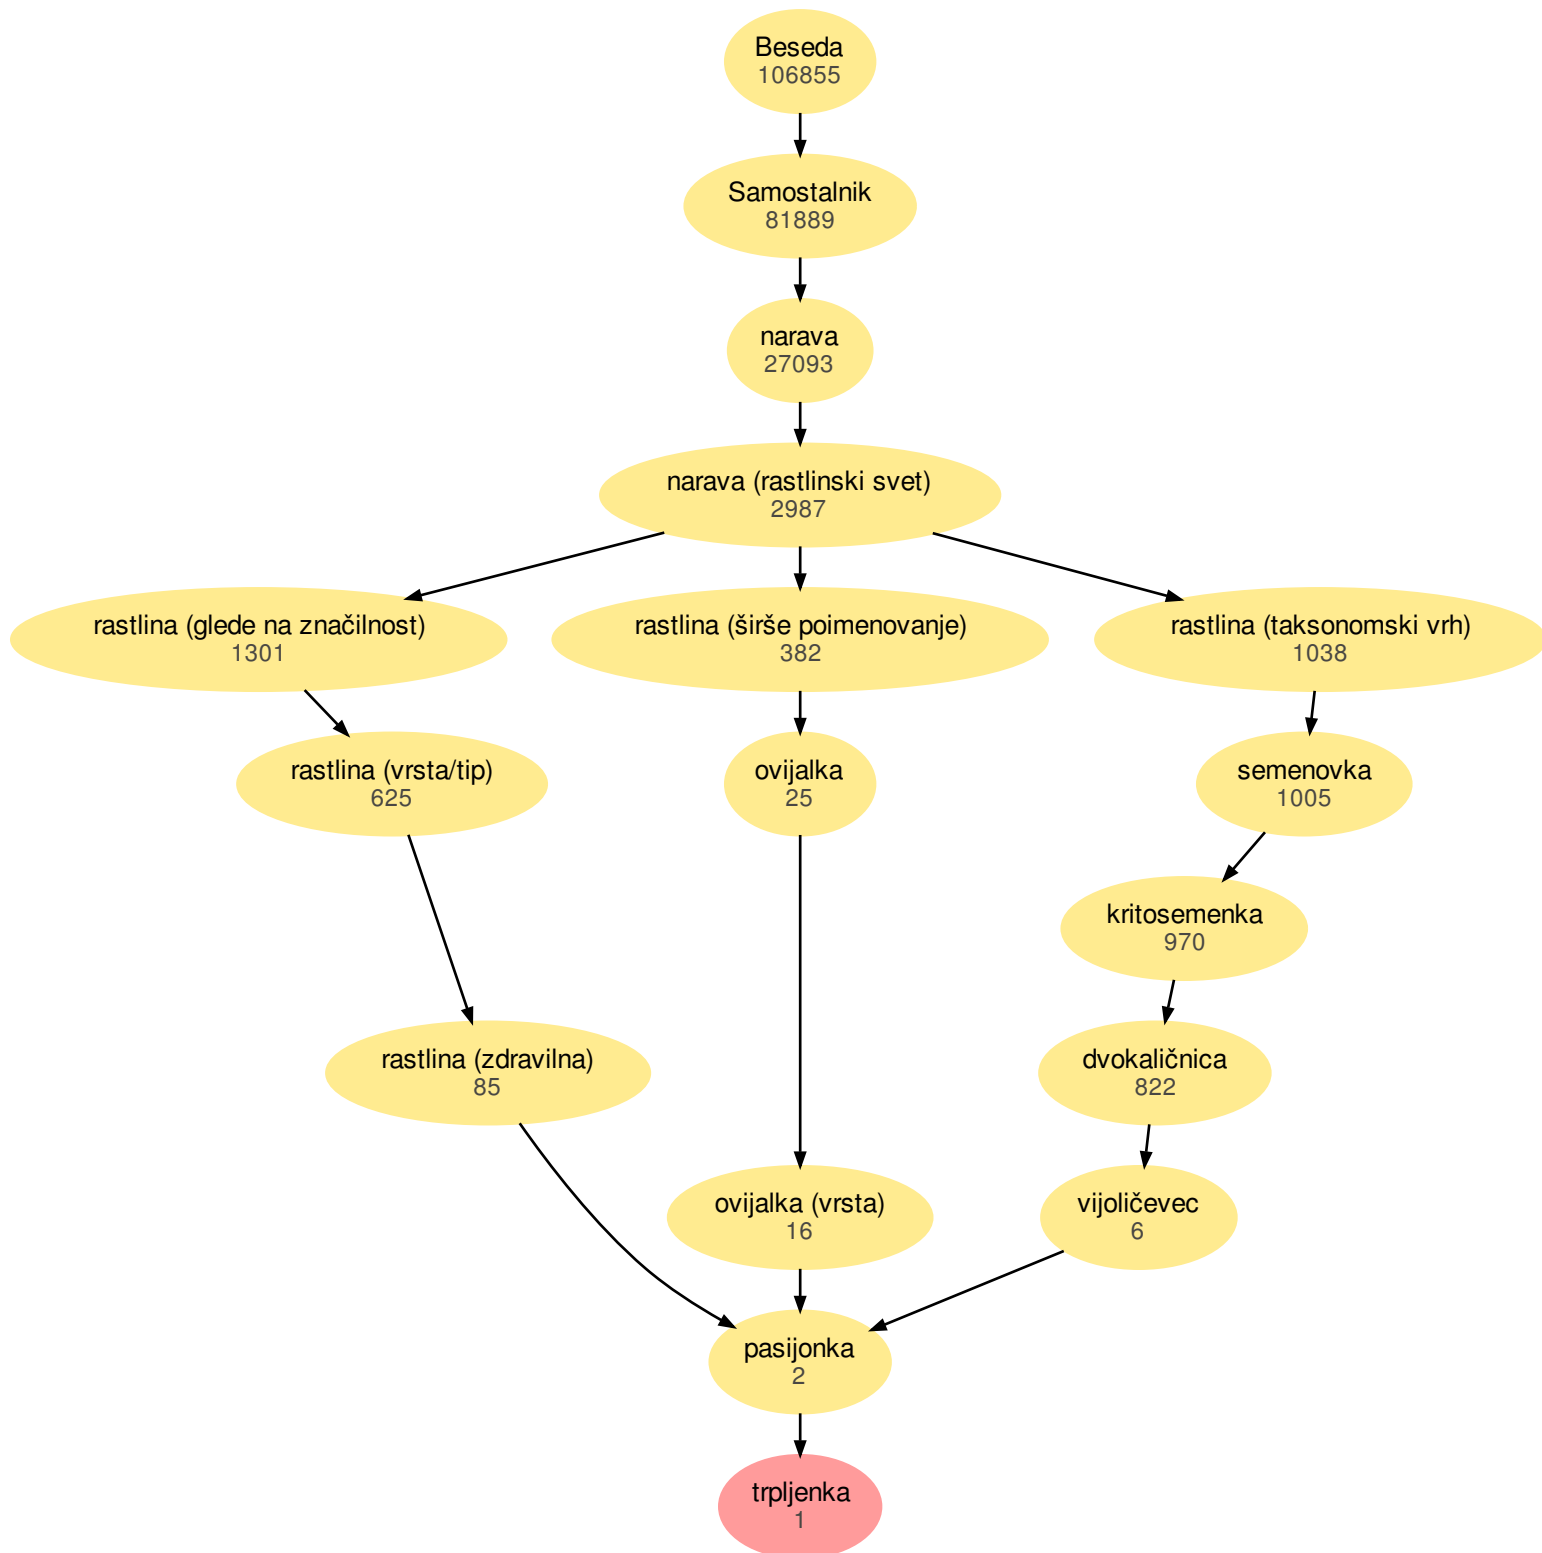 Beseda
106855
Samostalnik
81889
narava
27093
narava (rastlinski svet)
2987
rastlina (glede na značilnost)
1301
rastlina (širše poimenovanje)
382
rastlina (taksonomski vrh)
1038
rastlina (vrsta/tip)
625
ovijalka
25
semenovka
1005
kritosemenka
970
rastlina (zdravilna)
85
dvokaličnica
822
ovijalka (vrsta)
16
vijoličevec
6
pasijonka
2
trpljenka
1